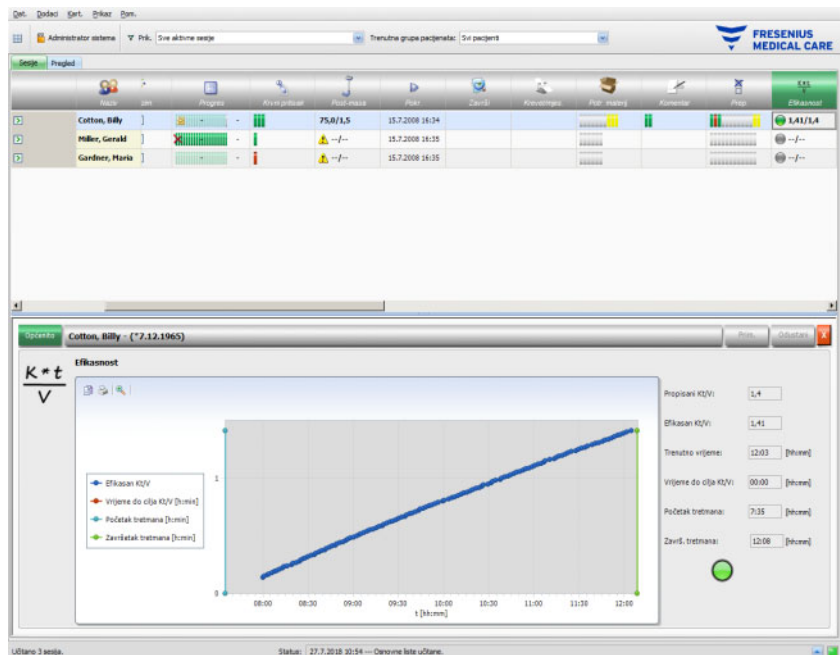 Dat. Dodaci Kart. Prikaz Pom.
Administrator sistema Prik. Sve aktivne sesije Trenutna grupa pacijenata: Svi pacijenti
FRESENIUS
MEDICAL CARE
Sesije Pregled
Naziv Progres Krvni pritisak Post-masa Pokr. Završi Komentar Prep. Efikasnost
Cotton, Billy ] - - 75,0/1,5 15.7.2008 16:34 1,41/1,4
Miller, Gerald ] - - --/-- 15.7.2008 16:35 --/--
Gardner, Maria ] - - --/-- 15.7.2008 16:35 --/--
Općenito Cotton, Billy - (*7.12.1965) Prim. Odustani X
K * t
V
Efikasnost
Efikasan Kt/V
Vrijeme do cilja Kt/V [h:min]
Početak tretmana [h:min]
Završetak tretmana [h:min]
1
0
08:00 08:30 09:00 09:30 10:00 10:30 11:00 11:30 12:00
t [hh:mm]
Propisani Kt/V: 1,4
Efikasan Kt/V: 1,41
Trenutno vrijeme: 12:03 [hh:mm]
Vrijeme do cilja Kt/V: 00:00 [hh:mm]
Početak tretmana: 7:35 [hh:mm]
Završ. tretmana: 12:08 [hh:mm]
Učitano 3 sesija. Status: 27.7.2018 10:54 --- Osnovne liste učitane.